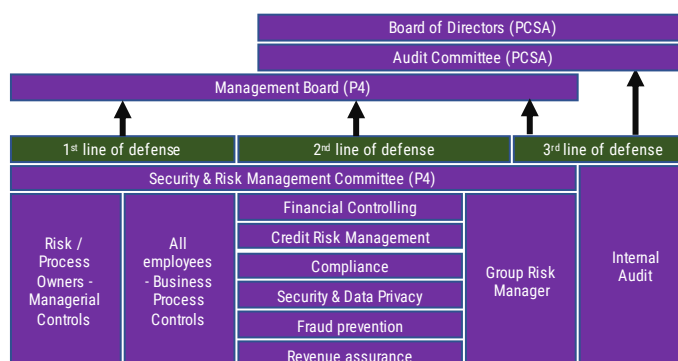 Board of Directors (PCSA)
Audit Committee (PCSA)
Management Board (P4)
1st line of defense
2nd line of defense
3rd line of defense
Security & Risk Management Committee (P4)
Risk /
Process
Owners -
Managerial
Controls
All
employees
- Business
Process
Controls
Financial Controlling
Credit Risk Management
Compliance
Security & Data Privacy
Fraud prevention
Revenue assurance
Group Risk
Manager
Internal
Audit